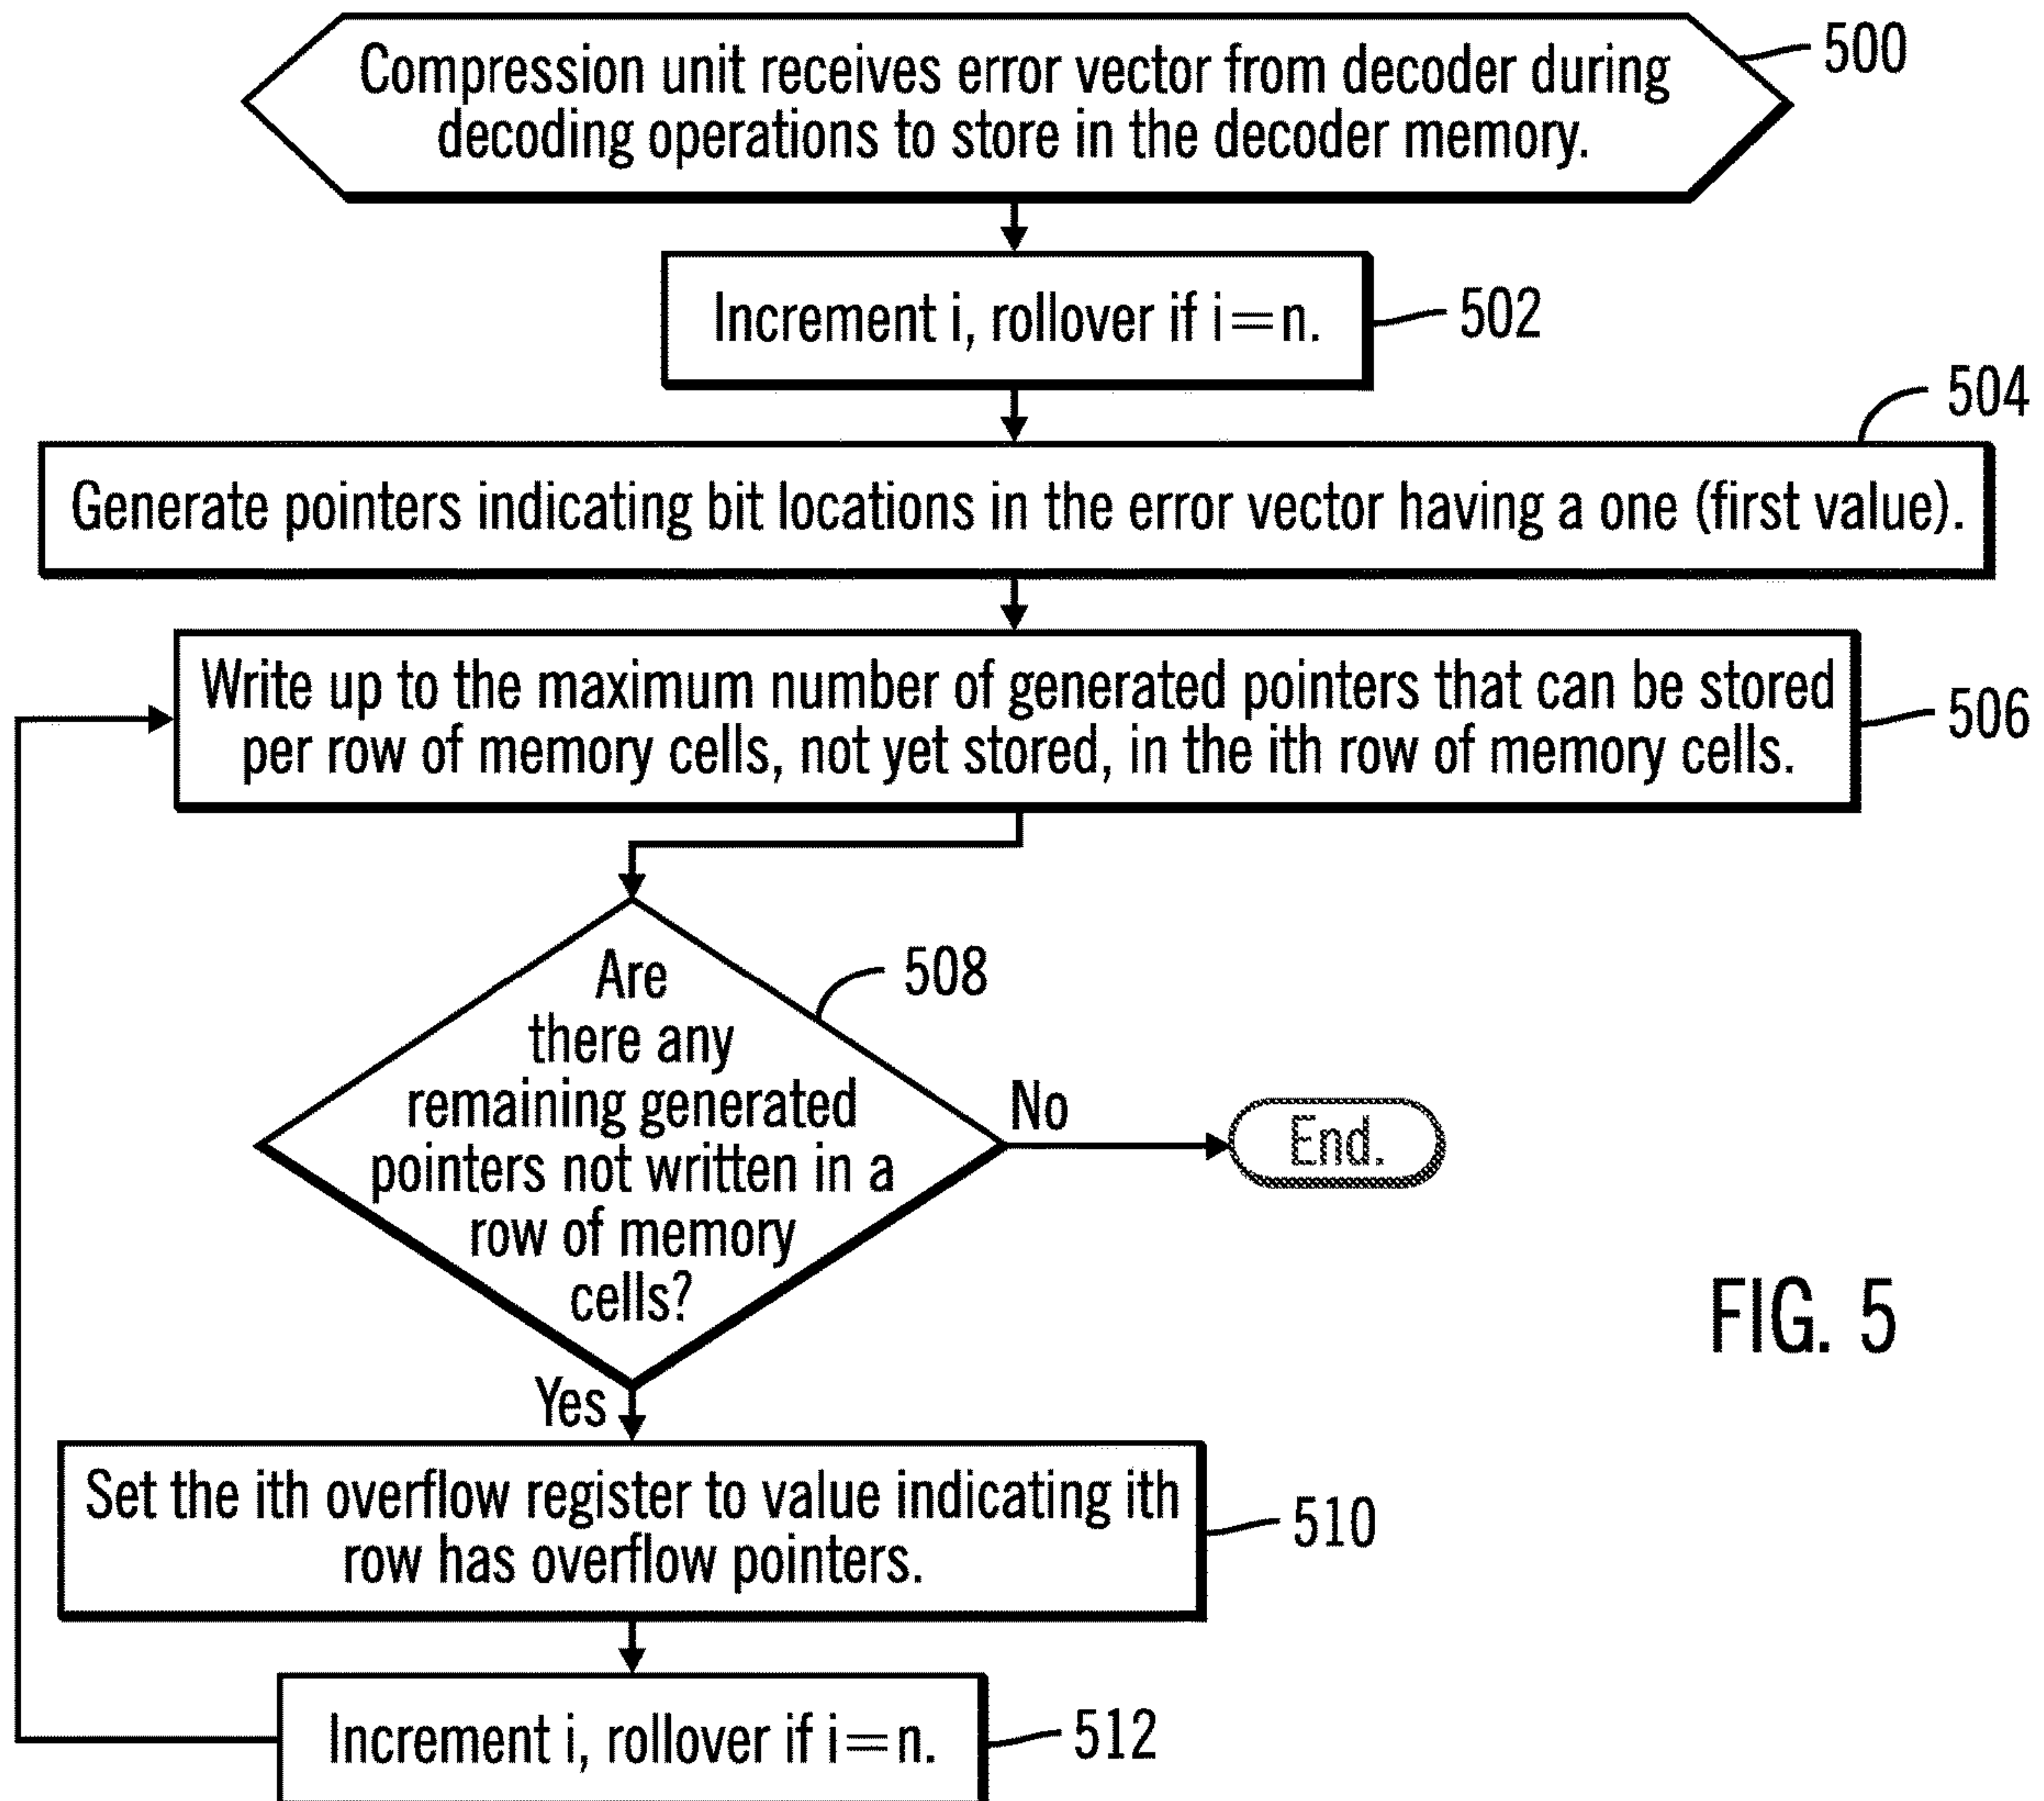 Compression unit receives error vector from decoder during
decoding operations to store in the decoder memory.
500
Increment i, rollover if i=n.
502
504
Generate pointers indicating bit locations in the error vector having a one (first value).
Write up to the maximum number of generated pointers that can be stored
per row of memory cells, not yet stored, in the ith row of memory cells.
506
Are
there any
remaining generated
pointers not written in a
row of memory
cells?
508
No
End.
Yes
FIG. 5
Set the ith overflow register to value indicating ith
row has overflow pointers.
510
Increment i, rollover if i=n.
512